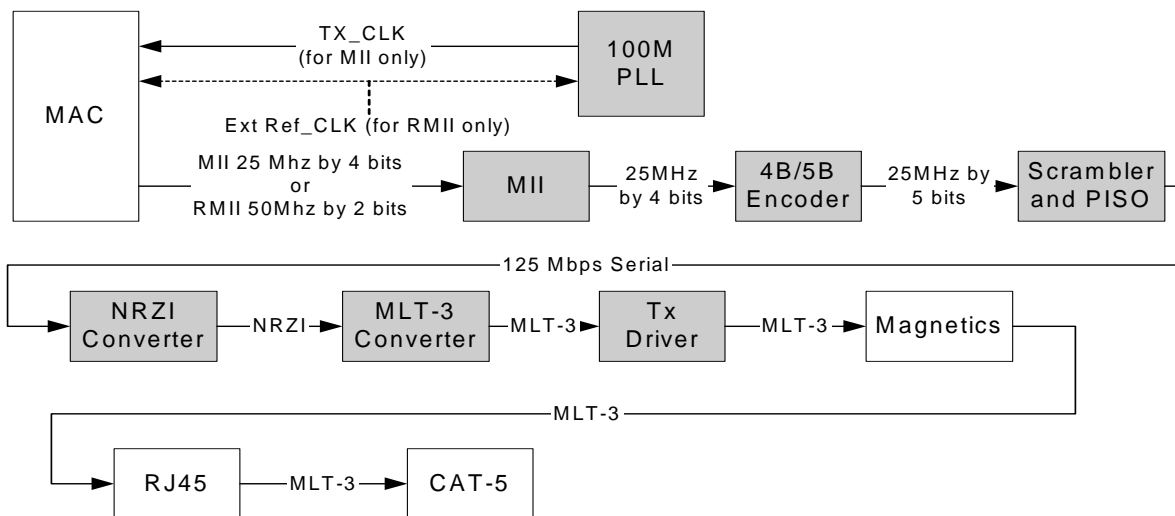 TX_CLK
(for MII only)
100M
PLL
MAC
Ext Ref_CLK (for RMII only)
MII 25 Mhz by 4 bits
or
RMII 50Mhz by 2 bits
MII
25MHz
by 4 bits
4B/5B
Encoder
25MHz by
5 bits
Scrambler
and PISO
125 Mbps Serial
NRZI
Converter
NRZI
MLT-3
Converter
MLT-3
Tx
Driver
MLT-3
Magnetics
MLT-3
RJ45
MLT-3
CAT-5